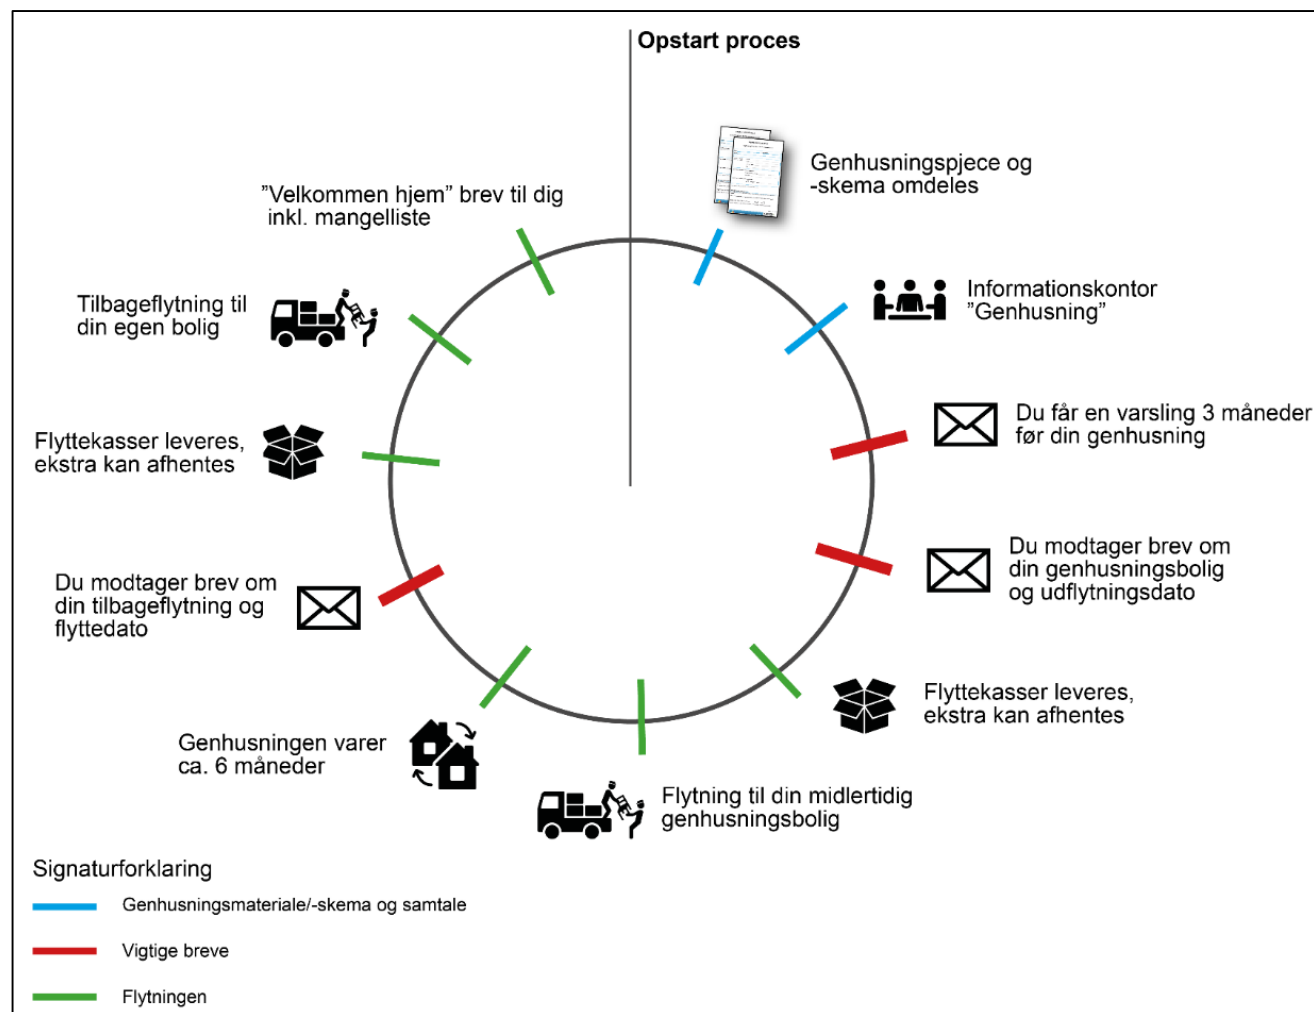 Opstart proces
Genhusningspjece og
-skema omdeles
Informationskontor
”Genhusning”
Du får en varsling 3 måneder
før din genhusning
Du modtager brev om
din genhusningsbolig
og udflytningsdato
Flyttekasser leveres,
ekstra kan afhentes
Flytning til din midlertidig
genhusningsbolig
Genhusningen varer
ca. 6 måneder
Du modtager brev om
din tilbageflytning og
flyttedato
Flyttekasser leveres,
ekstra kan afhentes
Tilbageflytning til
din egen bolig
”Velkommen hjem” brev til dig
inkl. mangelliste
Signaturforklaring
Genhusningsmateriale/-skema og samtale
Vigtige breve
Flytningen